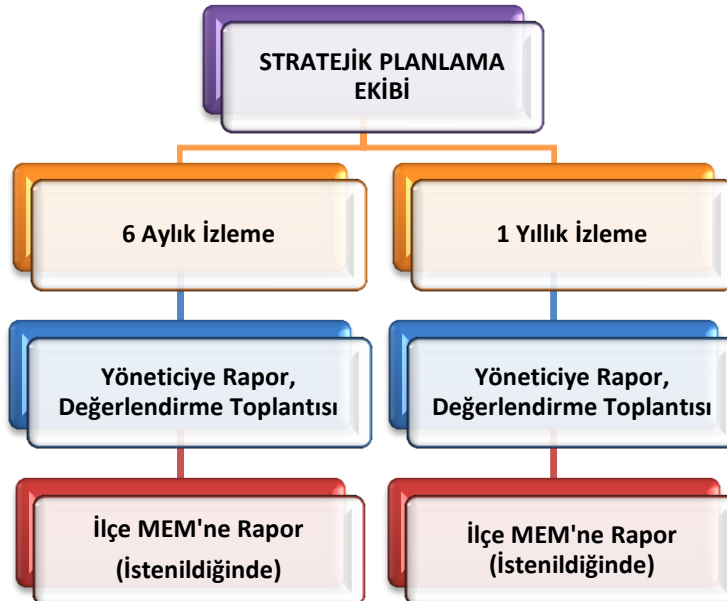 STRATEJİK PLANLAMA
EKİBİ
6 Aylık İzleme
1 Yıllık İzleme
Yöneticiye Rapor,
Değerlendirme Toplantısı
Yöneticiye Rapor,
Değerlendirme Toplantısı
İlçe MEM'ne Rapor
(İstenildiğinde)
İlçe MEM'ne Rapor
(İstenildiğinde)